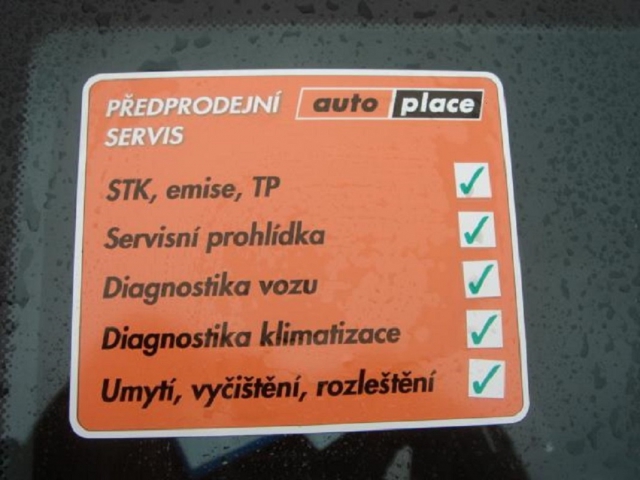 PŘEDPRODEJNÍ auto place
SERVIS
STK, emise, TP
Servisní prohlídka
Diagnostika vozu
Diagnostika klimatizace
Umytí, vyčištění, rozleštění